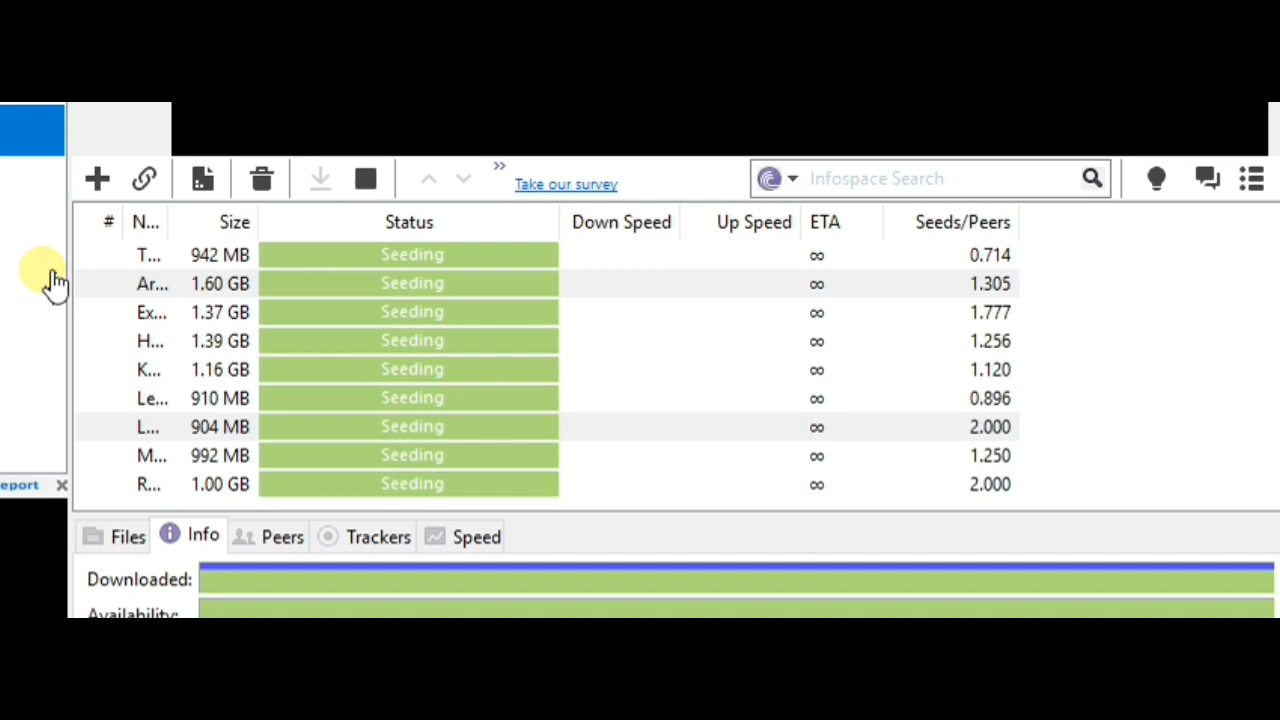 Take our survey
Infospace Search
# N... Size Status Down Speed Up Speed ETA Seeds/Peers
T... 942 MB Seeding ∞ 0.714
Ar... 1.60 GB Seeding ∞ 1.305
Ex... 1.37 GB Seeding ∞ 1.777
H... 1.39 GB Seeding ∞ 1.256
K... 1.16 GB Seeding ∞ 1.120
Le... 910 MB Seeding ∞ 0.896
L... 904 MB Seeding ∞ 2.000
M... 992 MB Seeding ∞ 1.250
R... 1.00 GB Seeding ∞ 2.000
eport
Files Info Peers Trackers Speed
Downloaded:
Availability: